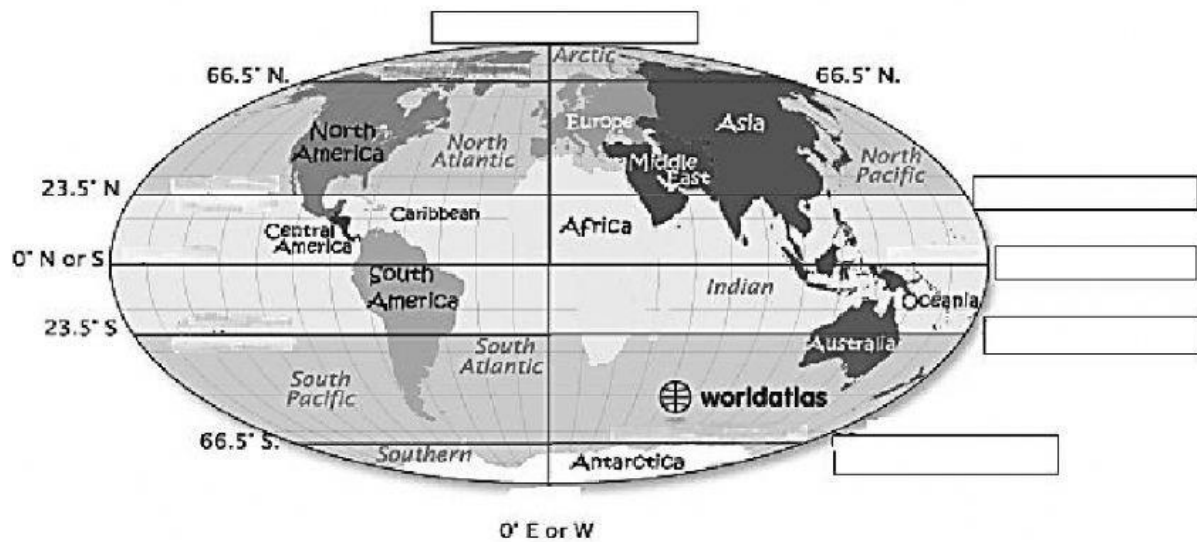 Arctic
66.5° N.
66.5° N.
North
America
North
Atlantic
Europe
Asia
Middle
East
North
Pacific
23.5° N
Central
America
Caribbean
Africa
0° N or S
South
America
Indian
Oceania
23.5° S
South
Pacific
South
Atlantic
Australia
worldatlas
66.5° S.
Southern
Antarctica
0° E or W